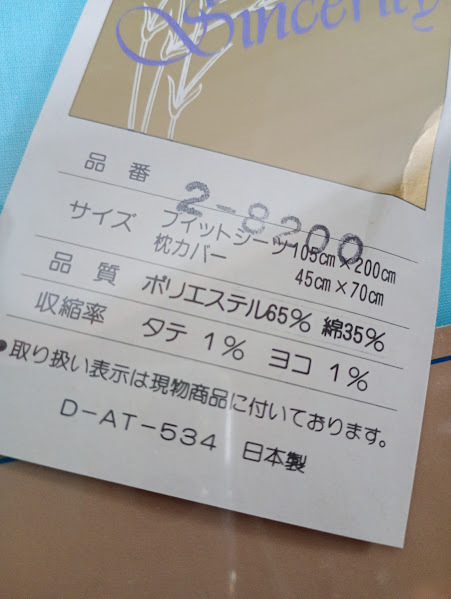 Sincerity
品番 2-8200
サイズ フィットシーツ 105cm×200cm
枕カバー 45cm×70cm
品質 ポリエステル65% 綿35%
収縮率 タテ 1% ヨコ 1%
●取り扱い表示は現物商品に付いております。
D-AT-534 日本製